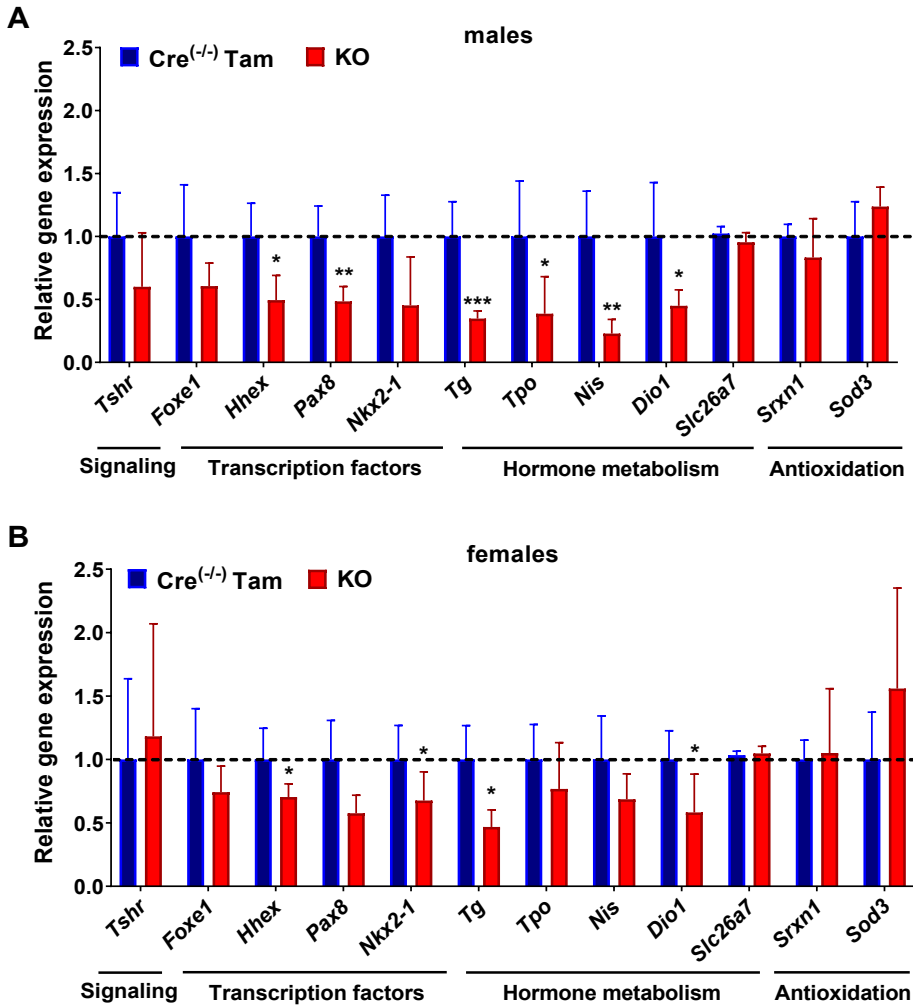 A
males
Cre(-/-) Tam KO
Relative gene expression
2.5
2.0
1.5
1.0
0.5
0.0
* ** *** * ** *
Tshr Foxe1 Hhex Pax8 Nkx2-1 Tg Tpo Nis Dio1 Slc26a7 Srxn1 Sod3
Signaling Transcription factors Hormone metabolism Antioxidation
B
females
Cre(-/-) Tam KO
Relative gene expression
2.5
2.0
1.5
1.0
0.5
0.0
* * * *
Tshr Foxe1 Hhex Pax8 Nkx2-1 Tg Tpo Nis Dio1 Slc26a7 Srxn1 Sod3
Signaling Transcription factors Hormone metabolism Antioxidation